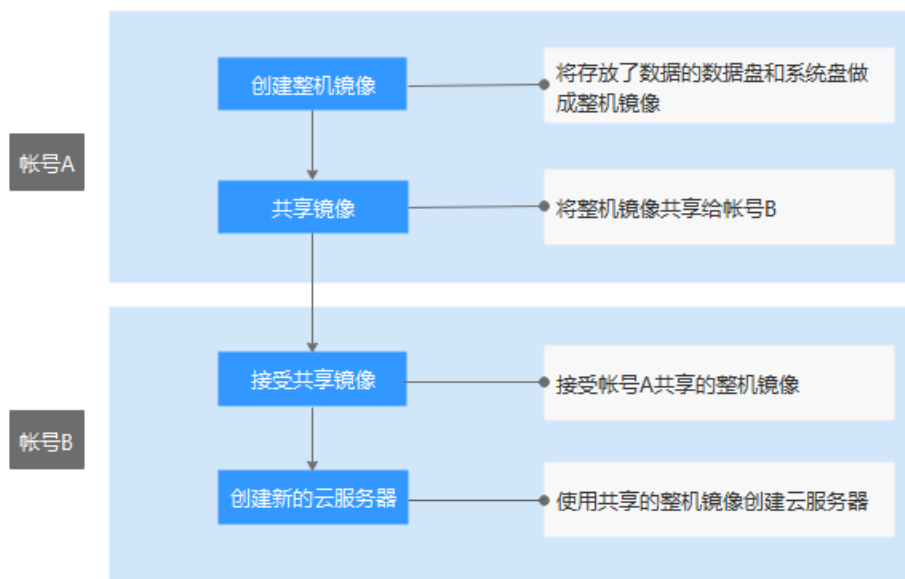 帐号A
创建整机镜像
将存放了数据的数据盘和系统盘做
成整机镜像
共享镜像
将整机镜像共享给帐号B
帐号B
接受共享镜像
接受帐号A共享的整机镜像
创建新的云服务器
使用共享的整机镜像创建云服务器